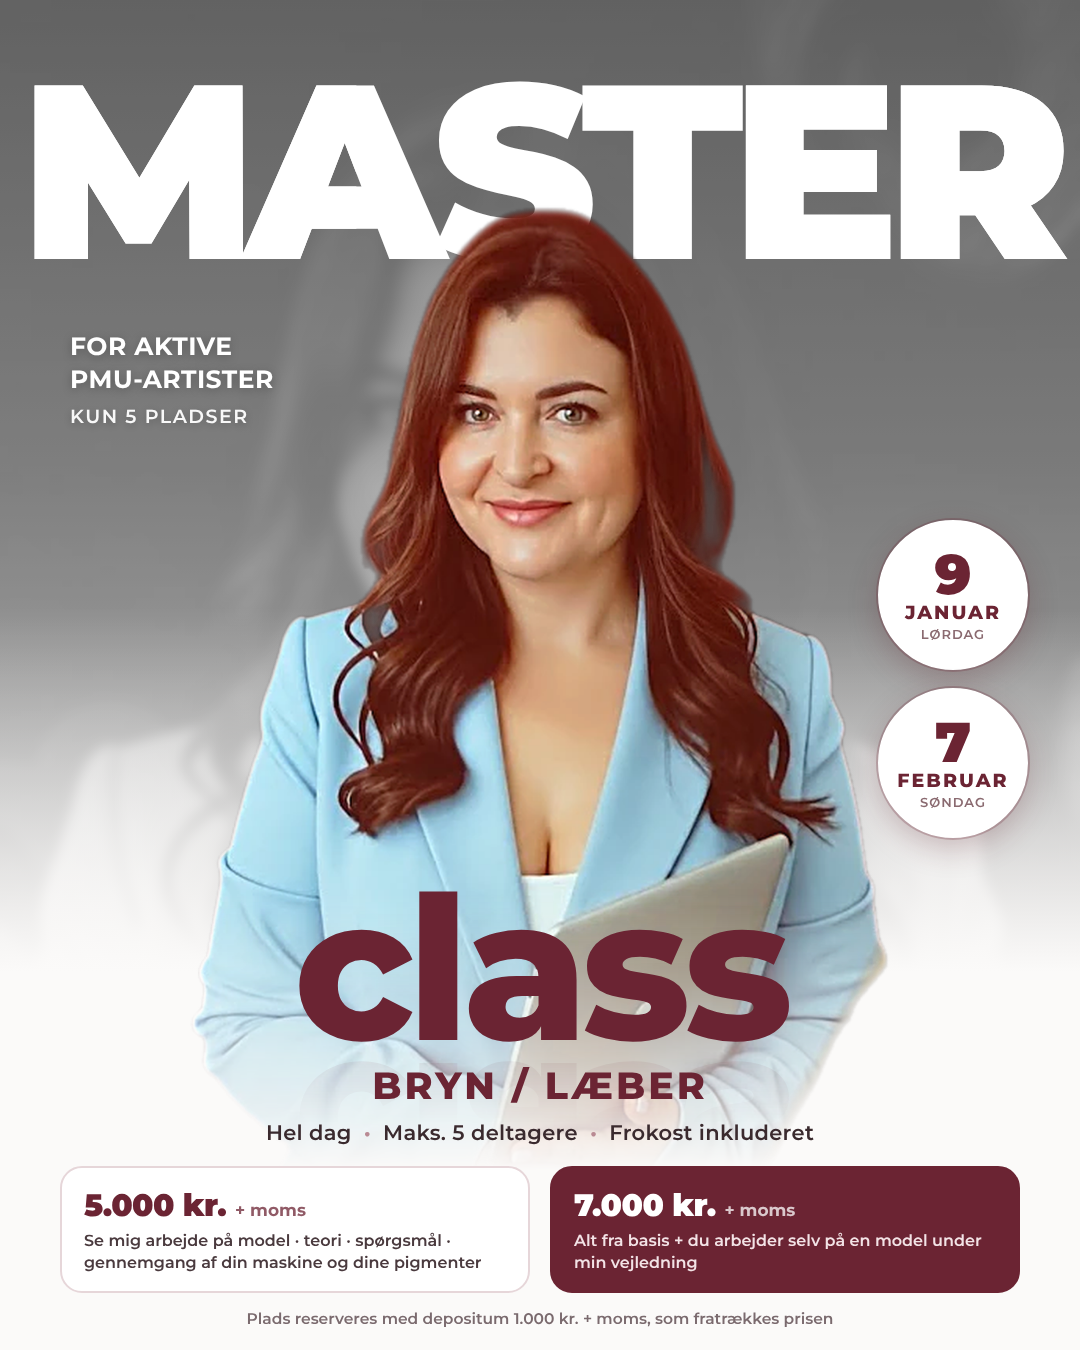 MASTER
FOR AKTIVE
PMU-ARTISTER
KUN 5 PLADSER
9
JANUAR
LØRDAG
7
FEBRUAR
SØNDAG
class
BRYN / LÆBER
Hel dag • Maks. 5 deltagere • Frokost inkluderet
5.000 kr. + moms
Se mig arbejde på model · teori · spørgsmål ·
gennemgang af din maskine og dine pigmenter
7.000 kr. + moms
Alt fra basis + du arbejder selv på en model under
min vejledning
Plads reserveres med depositum 1.000 kr. + moms, som fratrækkes prisen